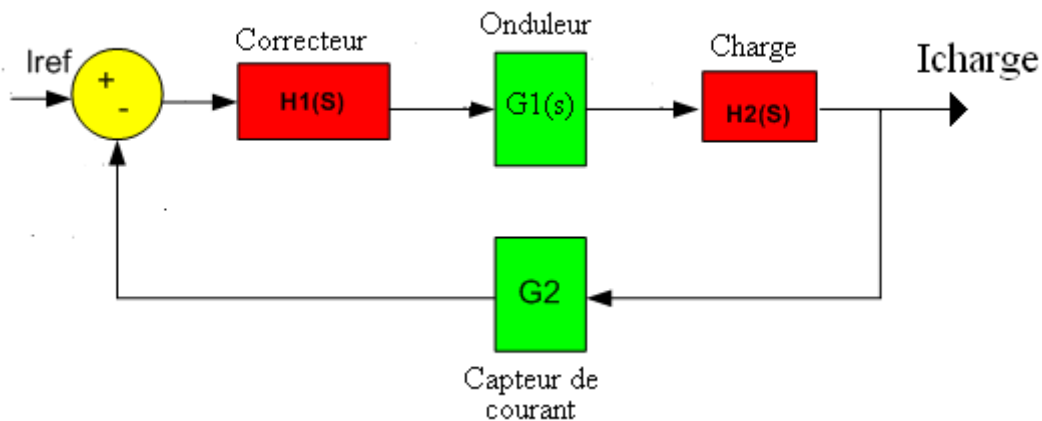 Onduleur
Correcteur
Charge
Icharge
Iref
+
-
H1(S)
G1(s)
H2(S)
G2
Capteur de
courant